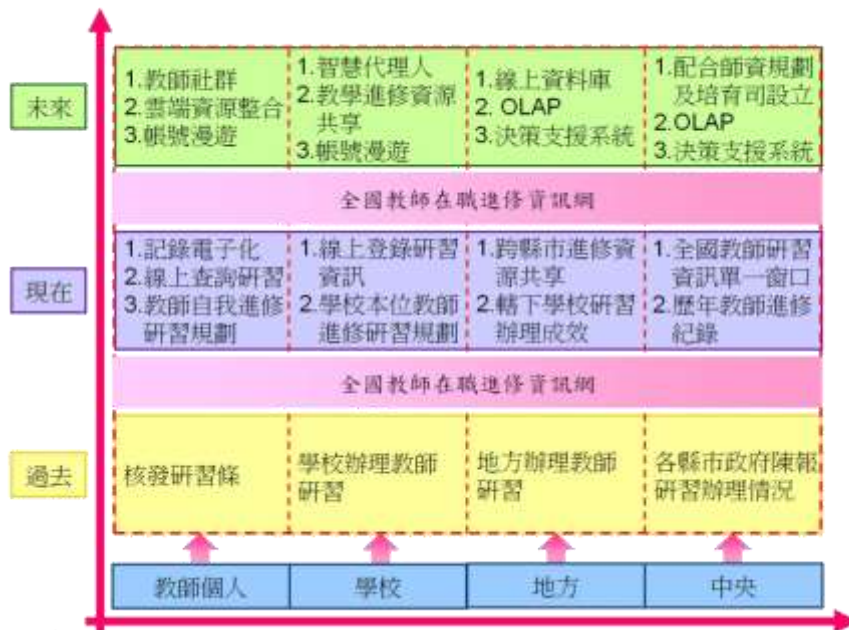 未來
1.教師社群
2.雲端資源整合
3.帳號漫遊
1.智慧代理人
2.教學進修資源
共享
3.帳號漫遊
1.線上資料庫
2. OLAP
3.決策支援系統
1.配合師資規劃
及培育司設立
2.OLAP
3.決策支援系統
全國教師在職進修資訊網
現在
1.記錄電子化
2.線上查詢研習
3.教師自我進修
研習規劃
1.線上登錄研習
資訊
2.學校本位教師
進修研習規劃
1.跨縣市進修資
源共享
2.轄下學校研習
辦理成效
1.全國教師研習
資訊單一窗口
2.歷年教師進修
紀錄
全國教師在職進修資訊網
過去
核發研習條
學校辦理教師
研習
地方辦理教師
研習
各縣市政府陳報
研習辦理情況
教師個人
學校
地方
中央